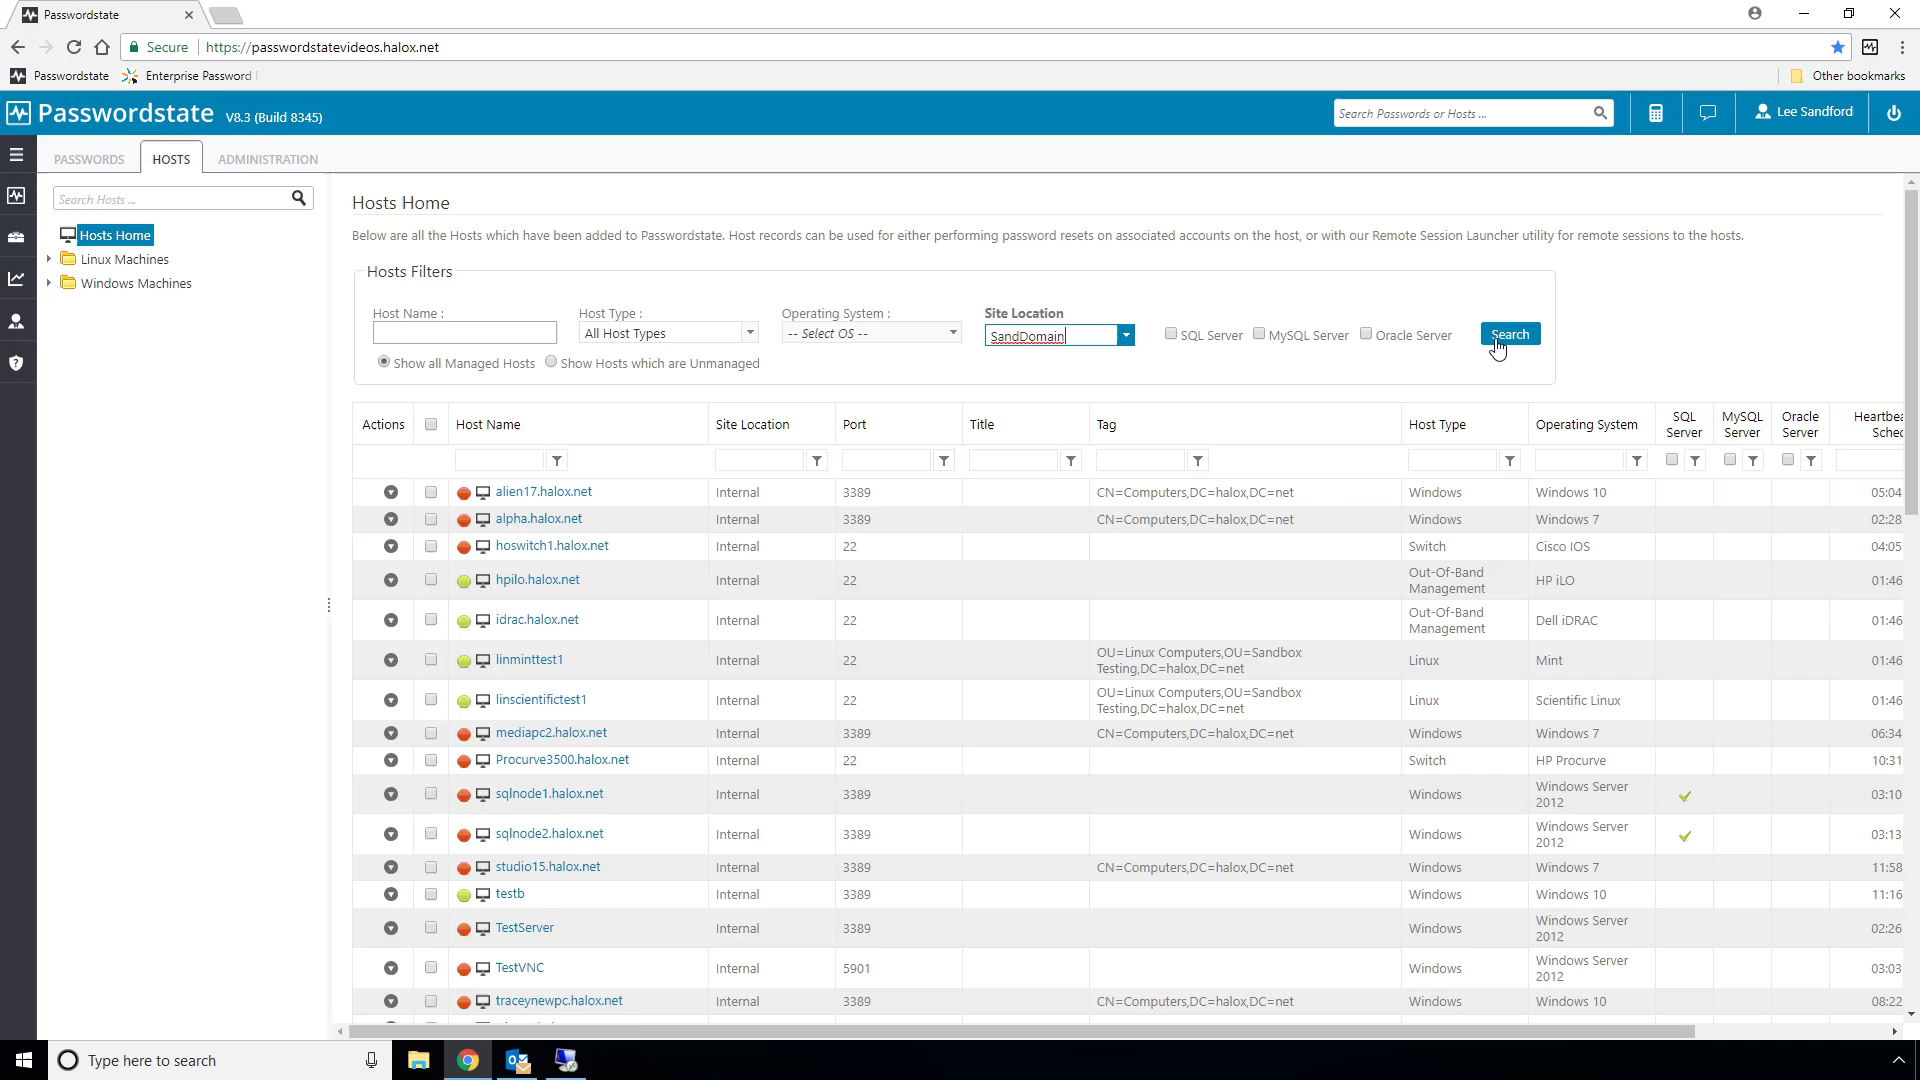 Passwordstate
Secure
https://passwordstatevideos.halox.net
Passwordstate
Enterprise Password
Other bookmarks
Passwordstate V8.3 (Build 8345)
Search Passwords or Hosts ...
Lee Sandford
PASSWORDS
HOSTS
ADMINISTRATION
Search Hosts ...
Hosts Home
Linux Machines
Windows Machines
Hosts Home
Below are all the Hosts which have been added to Passwordstate. Host records can be used for either performing password resets on associated accounts on the host, or with our Remote Session Launcher utility for remote sessions to the hosts.
Hosts Filters
Host Name :
Host Type :
Operating System :
Site Location
All Host Types
-- Select OS --
SandDomain
SQL Server
MySQL Server
Oracle Server
Search
Show all Managed Hosts
Show Hosts which are Unmanaged
Actions Host Name Site Location Port Title Tag Host Type Operating System SQL Server MySQL Server Oracle Server
alien17.halox.net Internal 3389 CN=Computers,DC=halox,DC=net Windows Windows 10 05:04
alpha.halox.net Internal 3389 CN=Computers,DC=halox,DC=net Windows Windows 7 02:28
hoswitch1.halox.net Internal 22 Switch Cisco IOS 04:05
hpilo.halox.net Internal 22 Out-Of-Band Management HP iLO 01:46
idrac.halox.net Internal 22 Out-Of-Band Management Dell iDRAC 01:46
linminttest1 Internal 22 OU=Linux Computers,OU=Sandbox Testing,DC=halox,DC=net Linux Mint 01:46
linscientifictest1 Internal 22 OU=Linux Computers,OU=Sandbox Testing,DC=halox,DC=net Linux Scientific Linux 01:46
mediapc2.halox.net Internal 3389 CN=Computers,DC=halox,DC=net Windows Windows 7 06:34
Procurve3500.halox.net Internal 22 Switch HP Procurve 10:31
sqlnode1.halox.net Internal 3389 Windows Windows Server 2012 03:10
sqlnode2.halox.net Internal 3389 Windows Windows Server 2012 03:13
studio15.halox.net Internal 3389 CN=Computers,DC=halox,DC=net Windows Windows 7 11:58
testb Internal 3389 Windows Windows 10 11:16
TestServer Internal 3389 Windows Windows Server 2012 02:26
TestVNC Internal 5901 Windows Windows Server 2012 03:03
traceynewpc.halox.net Internal 3389 CN=Computers,DC=halox,DC=net Windows Windows 10 08:22
Type here to search